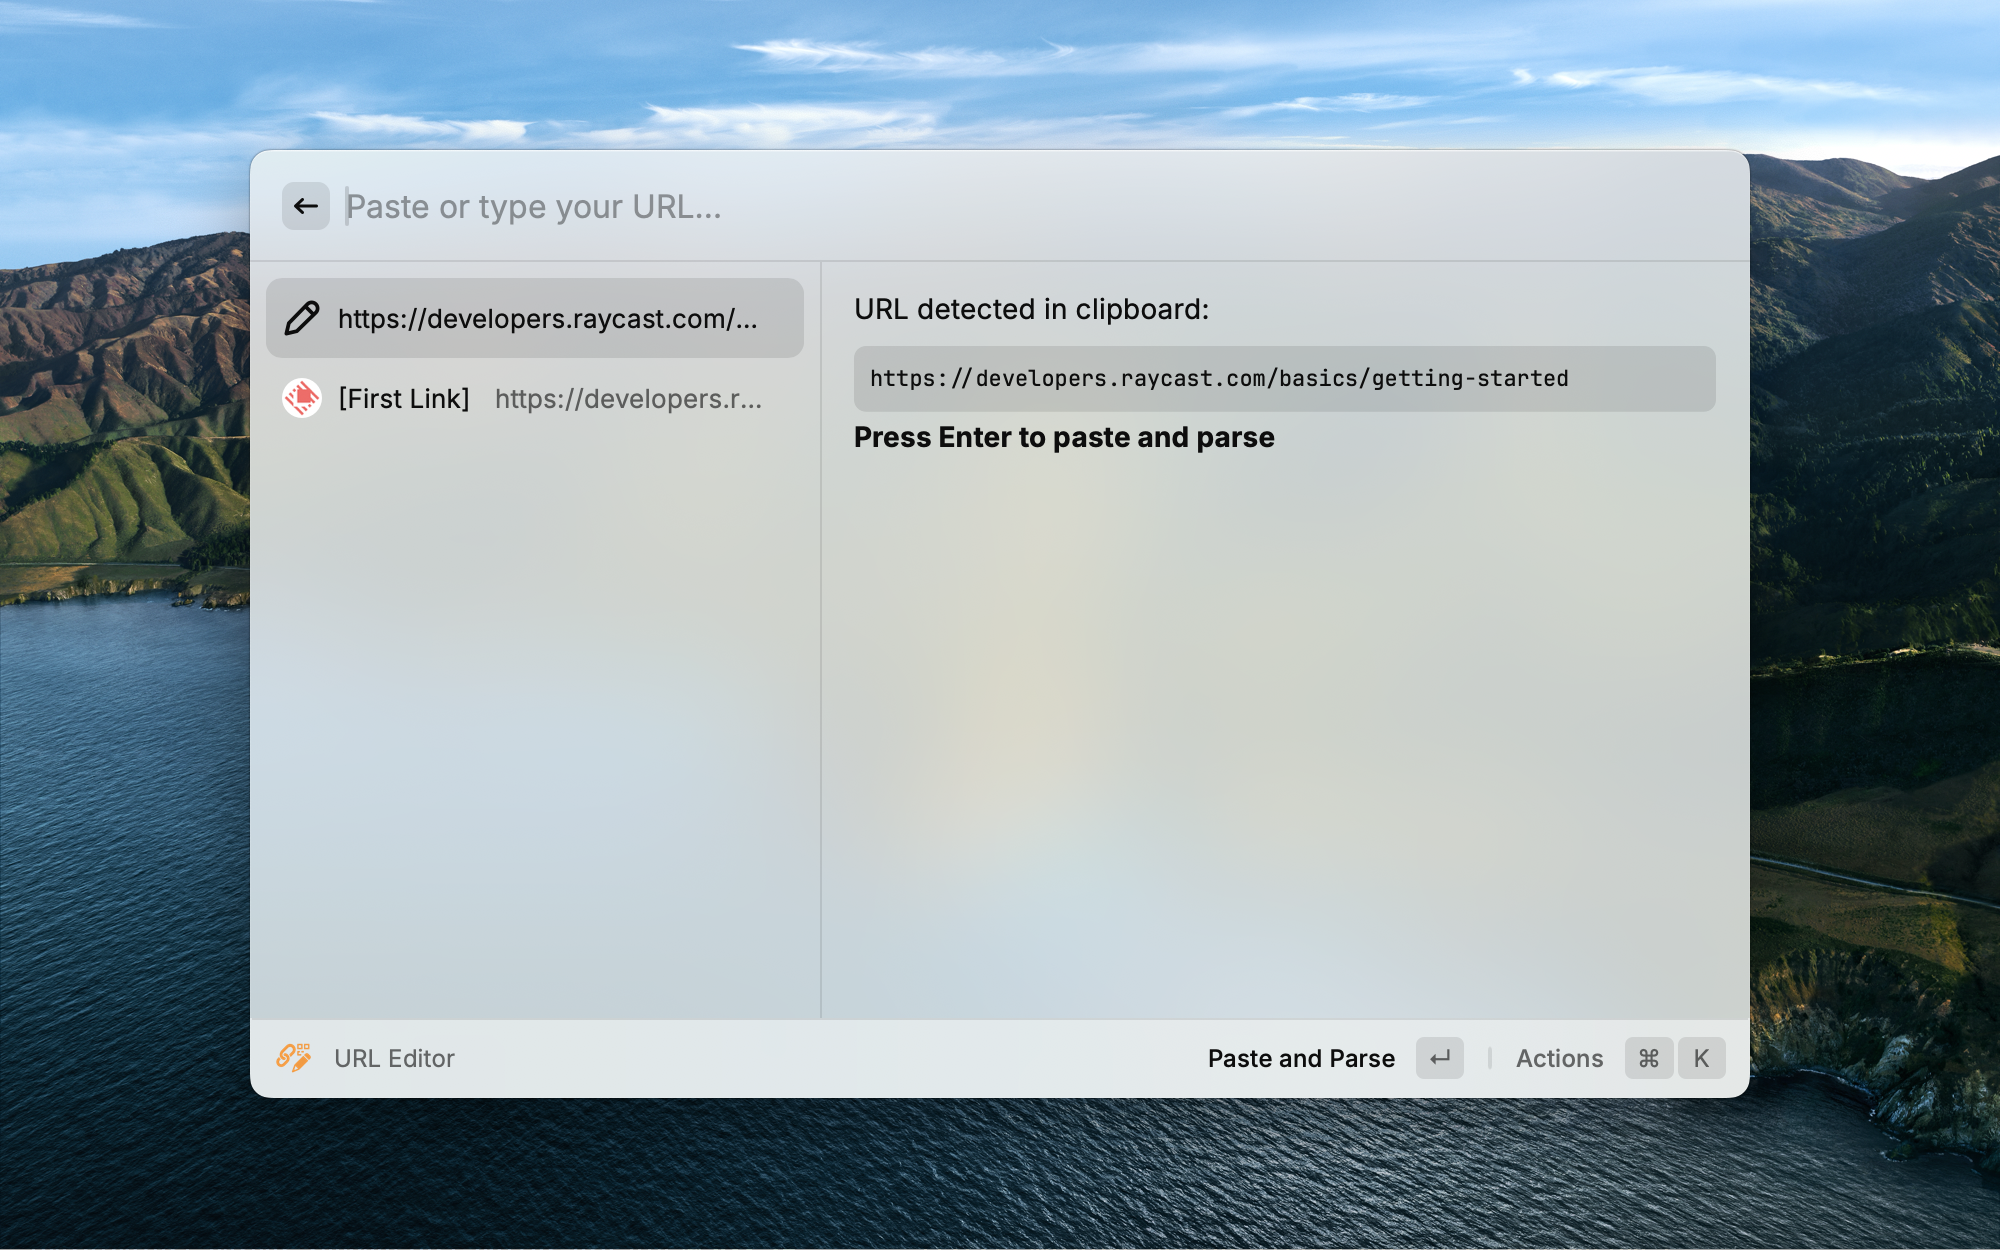 Paste or type your URL...
https://developers.raycast.com/...
[First Link] https://developers.r...
URL detected in clipboard:
https://developers.raycast.com/basics/getting-started
Press Enter to paste and parse
URL Editor
Paste and Parse ↵ Actions ⌘ K